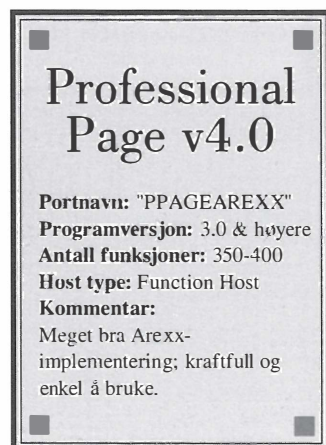 Professional
Page v4.0
Portnavn: "PPAGEAREXX"
Programversjon: 3.0 & høyere
Antall funksjoner: 350-400
Host type: Function Host
Kommentar:
Meget bra Arexx-
implementering; kraftfull og
enkel å bruke.